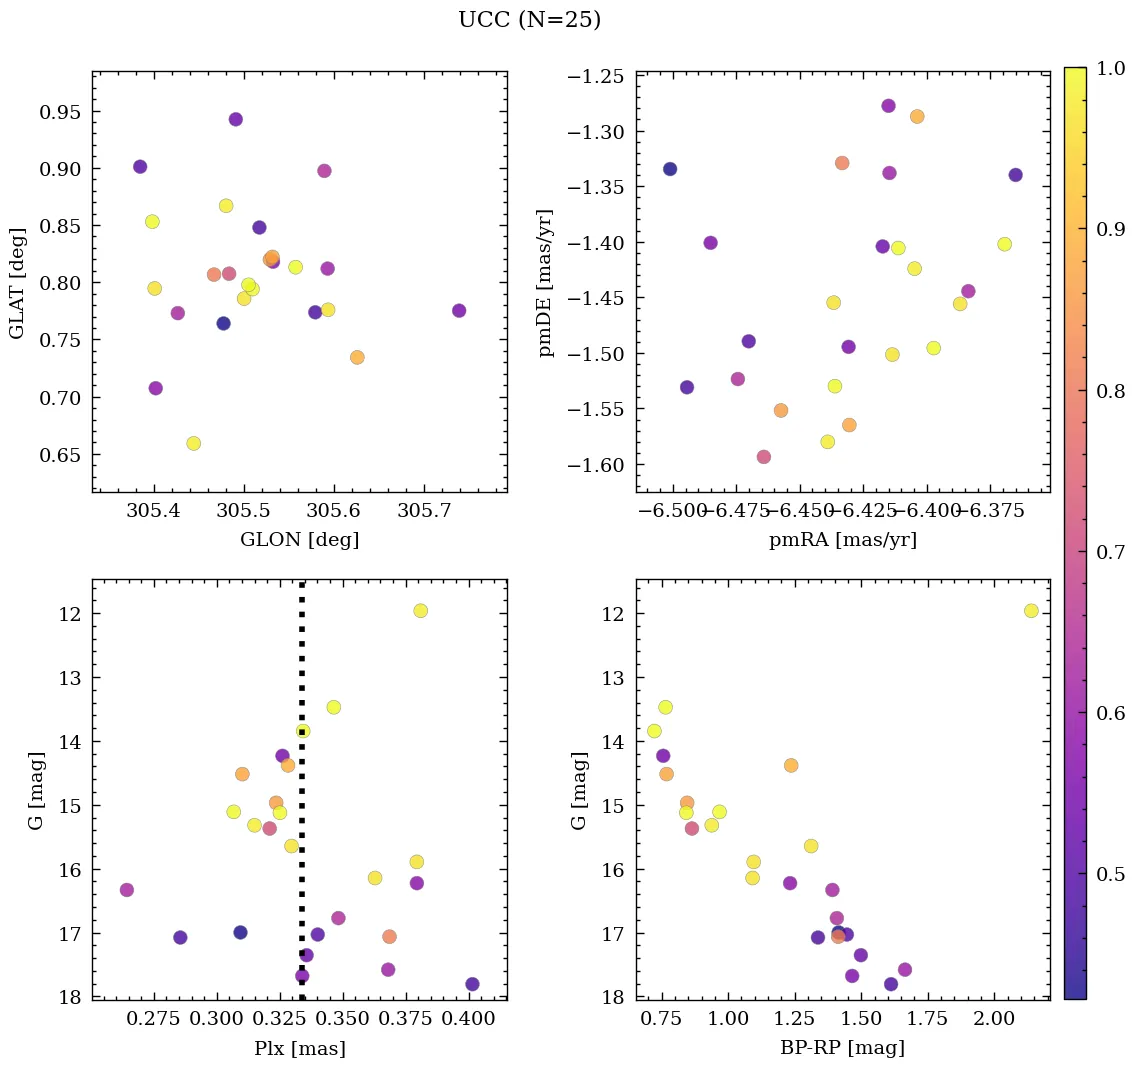 UCC (N=25)
0.95
0.90
0.85
0.80
0.75
0.70
0.65
GLAT [deg]
305.4 305.5 305.6 305.7
GLON [deg]
−1.25
−1.30
−1.35
−1.40
−1.45
−1.50
−1.55
−1.60
pmDE [mas/yr]
−6.500 −6.475 −6.450 −6.425 −6.400 −6.375
pmRA [mas/yr]
12
13
14
15
16
17
18
G [mag]
0.275 0.300 0.325 0.350 0.375 0.400
Plx [mas]
12
13
14
15
16
17
18
G [mag]
0.75 1.00 1.25 1.50 1.75 2.00
BP-RP [mag]
1.0
0.9
0.8
0.7
0.6
0.5